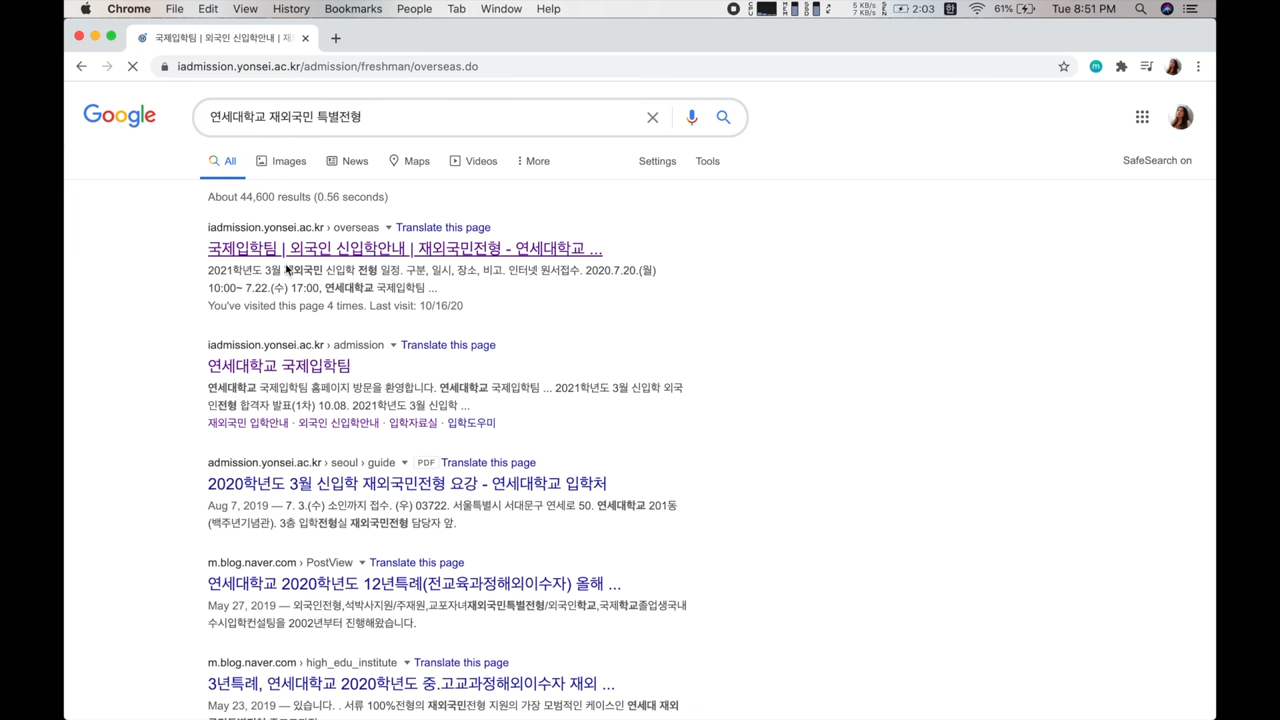 Chrome File Edit View History Bookmarks People Tab Window Help 5 KB/s 7 KB/s 2:03 한 61% Tue 8:51 PM
국제입학팀 | 외국인 신입학안내 | 재
iadmission.yonsei.ac.kr/admission/freshman/overseas.do
Google 연세대학교 재외국민 특별전형
All Images News Maps Videos More Settings Tools SafeSearch on
About 44,600 results (0.56 seconds)
iadmission.yonsei.ac.kr › overseas Translate this page
국제입학팀 | 외국인 신입학안내 | 재외국민전형 - 연세대학교 ...
2021학년도 3월 재외국민 신입학 전형 일정. 구분, 일시, 장소, 비고. 인터넷 원서접수. 2020.7.20.(월)
10:00~ 7.22.(수) 17:00, 연세대학교 국제입학팀 ...
You've visited this page 4 times. Last visit: 10/16/20
iadmission.yonsei.ac.kr › admission Translate this page
연세대학교 국제입학팀
연세대학교 국제입학팀 홈페이지 방문을 환영합니다. 연세대학교 국제입학팀 ... 2021학년도 3월 신입학 외국
인전형 합격자 발표(1차) 10.08. 2021학년도 3월 신입학 ...
재외국민 입학안내 · 외국인 신입학안내 · 입학자료실 · 입학도우미
admission.yonsei.ac.kr › seoul › guide PDF Translate this page
2020학년도 3월 신입학 재외국민전형 요강 - 연세대학교 입학처
Aug 7, 2019 — 7. 3.(수) 소인까지 접수. (우) 03722. 서울특별시 서대문구 연세로 50. 연세대학교 201동
(백주년기념관). 3층 입학전형실 재외국민전형 담당자 앞.
m.blog.naver.com › PostView Translate this page
연세대학교 2020학년도 12년특례(전교육과정해외이수자) 올해 ...
May 27, 2019 — 외국인전형,석박사지원/주재원,교포자녀재외국민특별전형/외국인학교,국제학교졸업생국내
수시입학컨설팅을 2002년부터 진행해왔습니다.
m.blog.naver.com › high_edu_institute Translate this page
3년특례, 연세대학교 2020학년도 중.고교과정해외이수자 재외 ...
May 23, 2019 — 있습니다. . 서류 100%전형의 재외국민전형 지원의 가장 모범적인 케이스인 연세대 재외